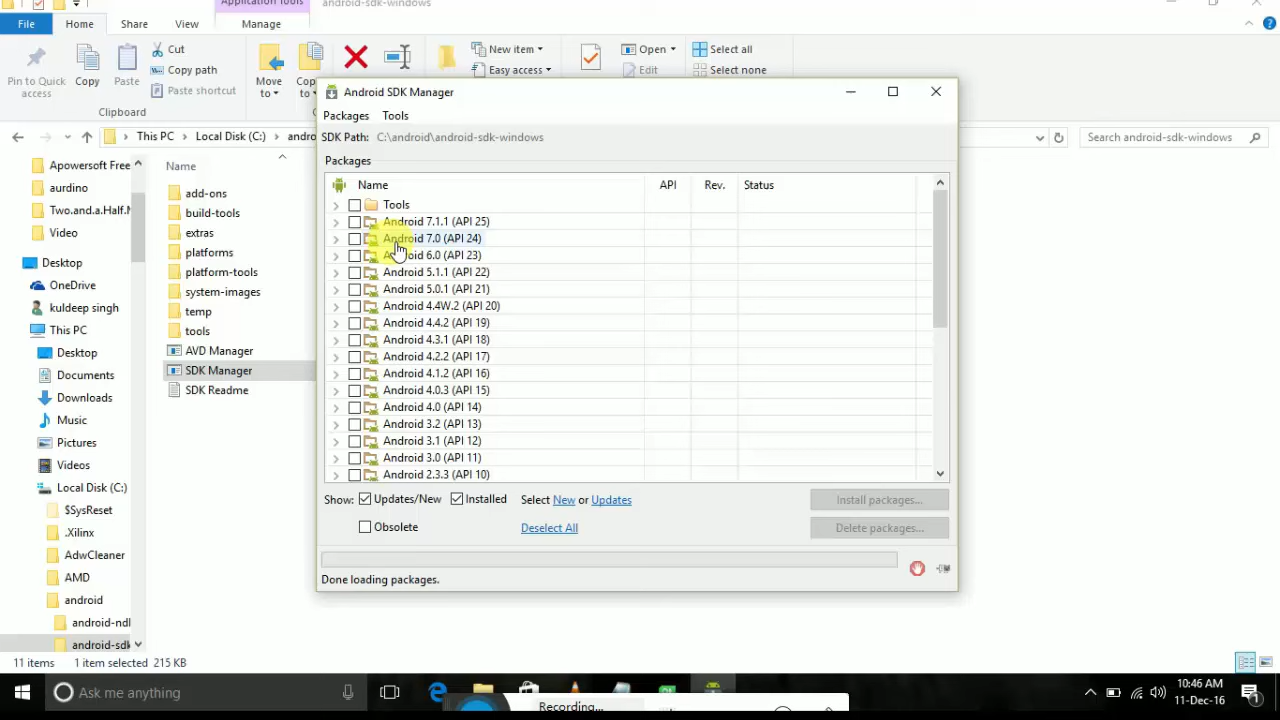 Application Tools
android-sdk-windows
File
Home
Share
View
Manage
Pin to Quick access
Copy
Paste
Cut
Copy path
Paste shortcut
Clipboard
Move to
New item
Easy access
Open
Edit
Select all
Select none
This PC
Local Disk (C:)
Search android-sdk-windows
Apowersoft Free
aurdino
Two.and.a.Half.M
Video
Desktop
OneDrive
kuldeep singh
This PC
Desktop
Documents
Downloads
Music
Pictures
Videos
Local Disk (C:)
$SysReset
.Xilinx
AdwCleaner
AMD
android
android-nd
android-sdk
Name
add-ons
build-tools
extras
platforms
platform-tools
system-images
temp
tools
AVD Manager
SDK Manager
SDK Readme
Android SDK Manager
Packages
Tools
SDK Path: C:\android\android-sdk-windows
Packages
Name API Rev. Status
Tools
Android 7.1.1 (API 25)
Android 7.0 (API 24)
Android 6.0 (API 23)
Android 5.1.1 (API 22)
Android 5.0.1 (API 21)
Android 4.4W.2 (API 20)
Android 4.4.2 (API 19)
Android 4.3.1 (API 18)
Android 4.2.2 (API 17)
Android 4.1.2 (API 16)
Android 4.0.3 (API 15)
Android 4.0 (API 14)
Android 3.2 (API 13)
Android 3.1 (API 12)
Android 3.0 (API 11)
Android 2.3.3 (API 10)
Show: Updates/New Installed Select New or Updates
Install packages...
Obsolete
Deselect All
Delete packages...
Done loading packages.
11 items
1 item selected 215 KB
Ask me anything
Recording...
10:46 AM
11-Dec-16